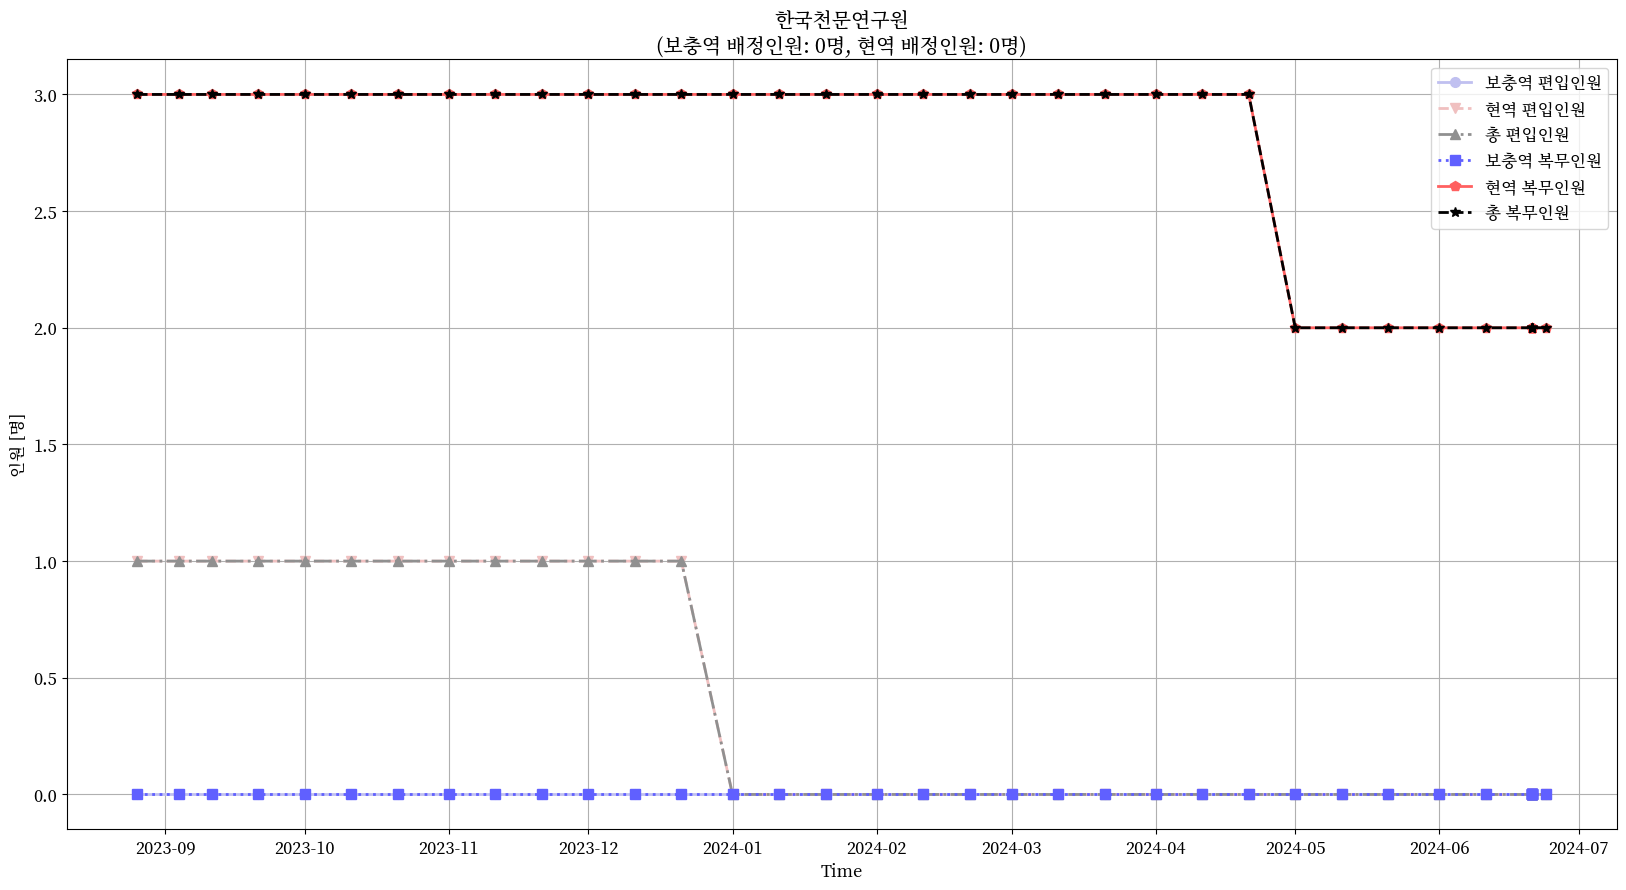 한국천문연구원
(보충역 배정인원: 0명, 현역 배정인원: 0명)
3.0
2.5
2.0
1.5
1.0
0.5
0.0
인원 [명]
보충역 편입인원
현역 편입인원
총 편입인원
보충역 복무인원
현역 복무인원
총 복무인원
2023-09 2023-10 2023-11 2023-12 2024-01 2024-02 2024-03 2024-04 2024-05 2024-06 2024-07
Time